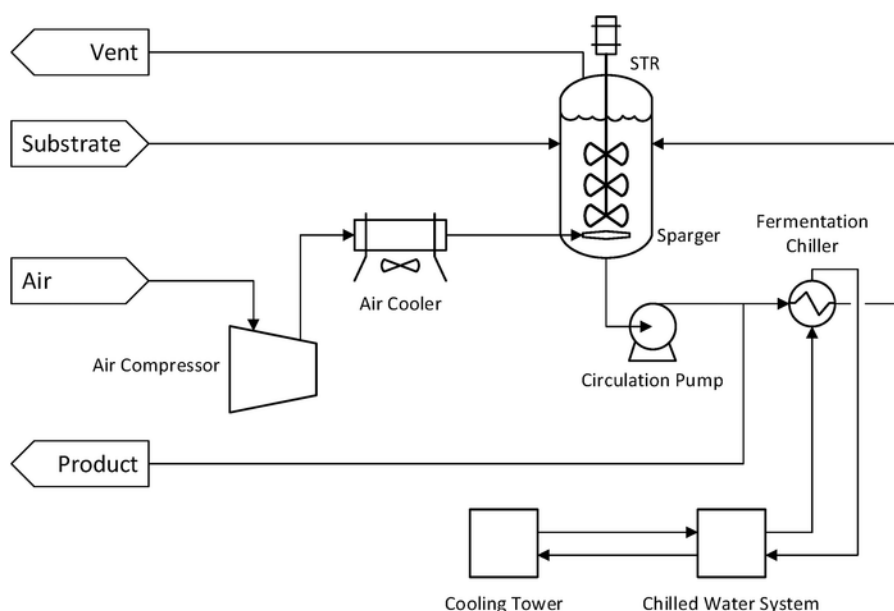 Vent
STR
Substrate
Sparger
Fermentation
Chiller
Air
Air Cooler
Air Compressor
Circulation Pump
Product
Cooling Tower
Chilled Water System